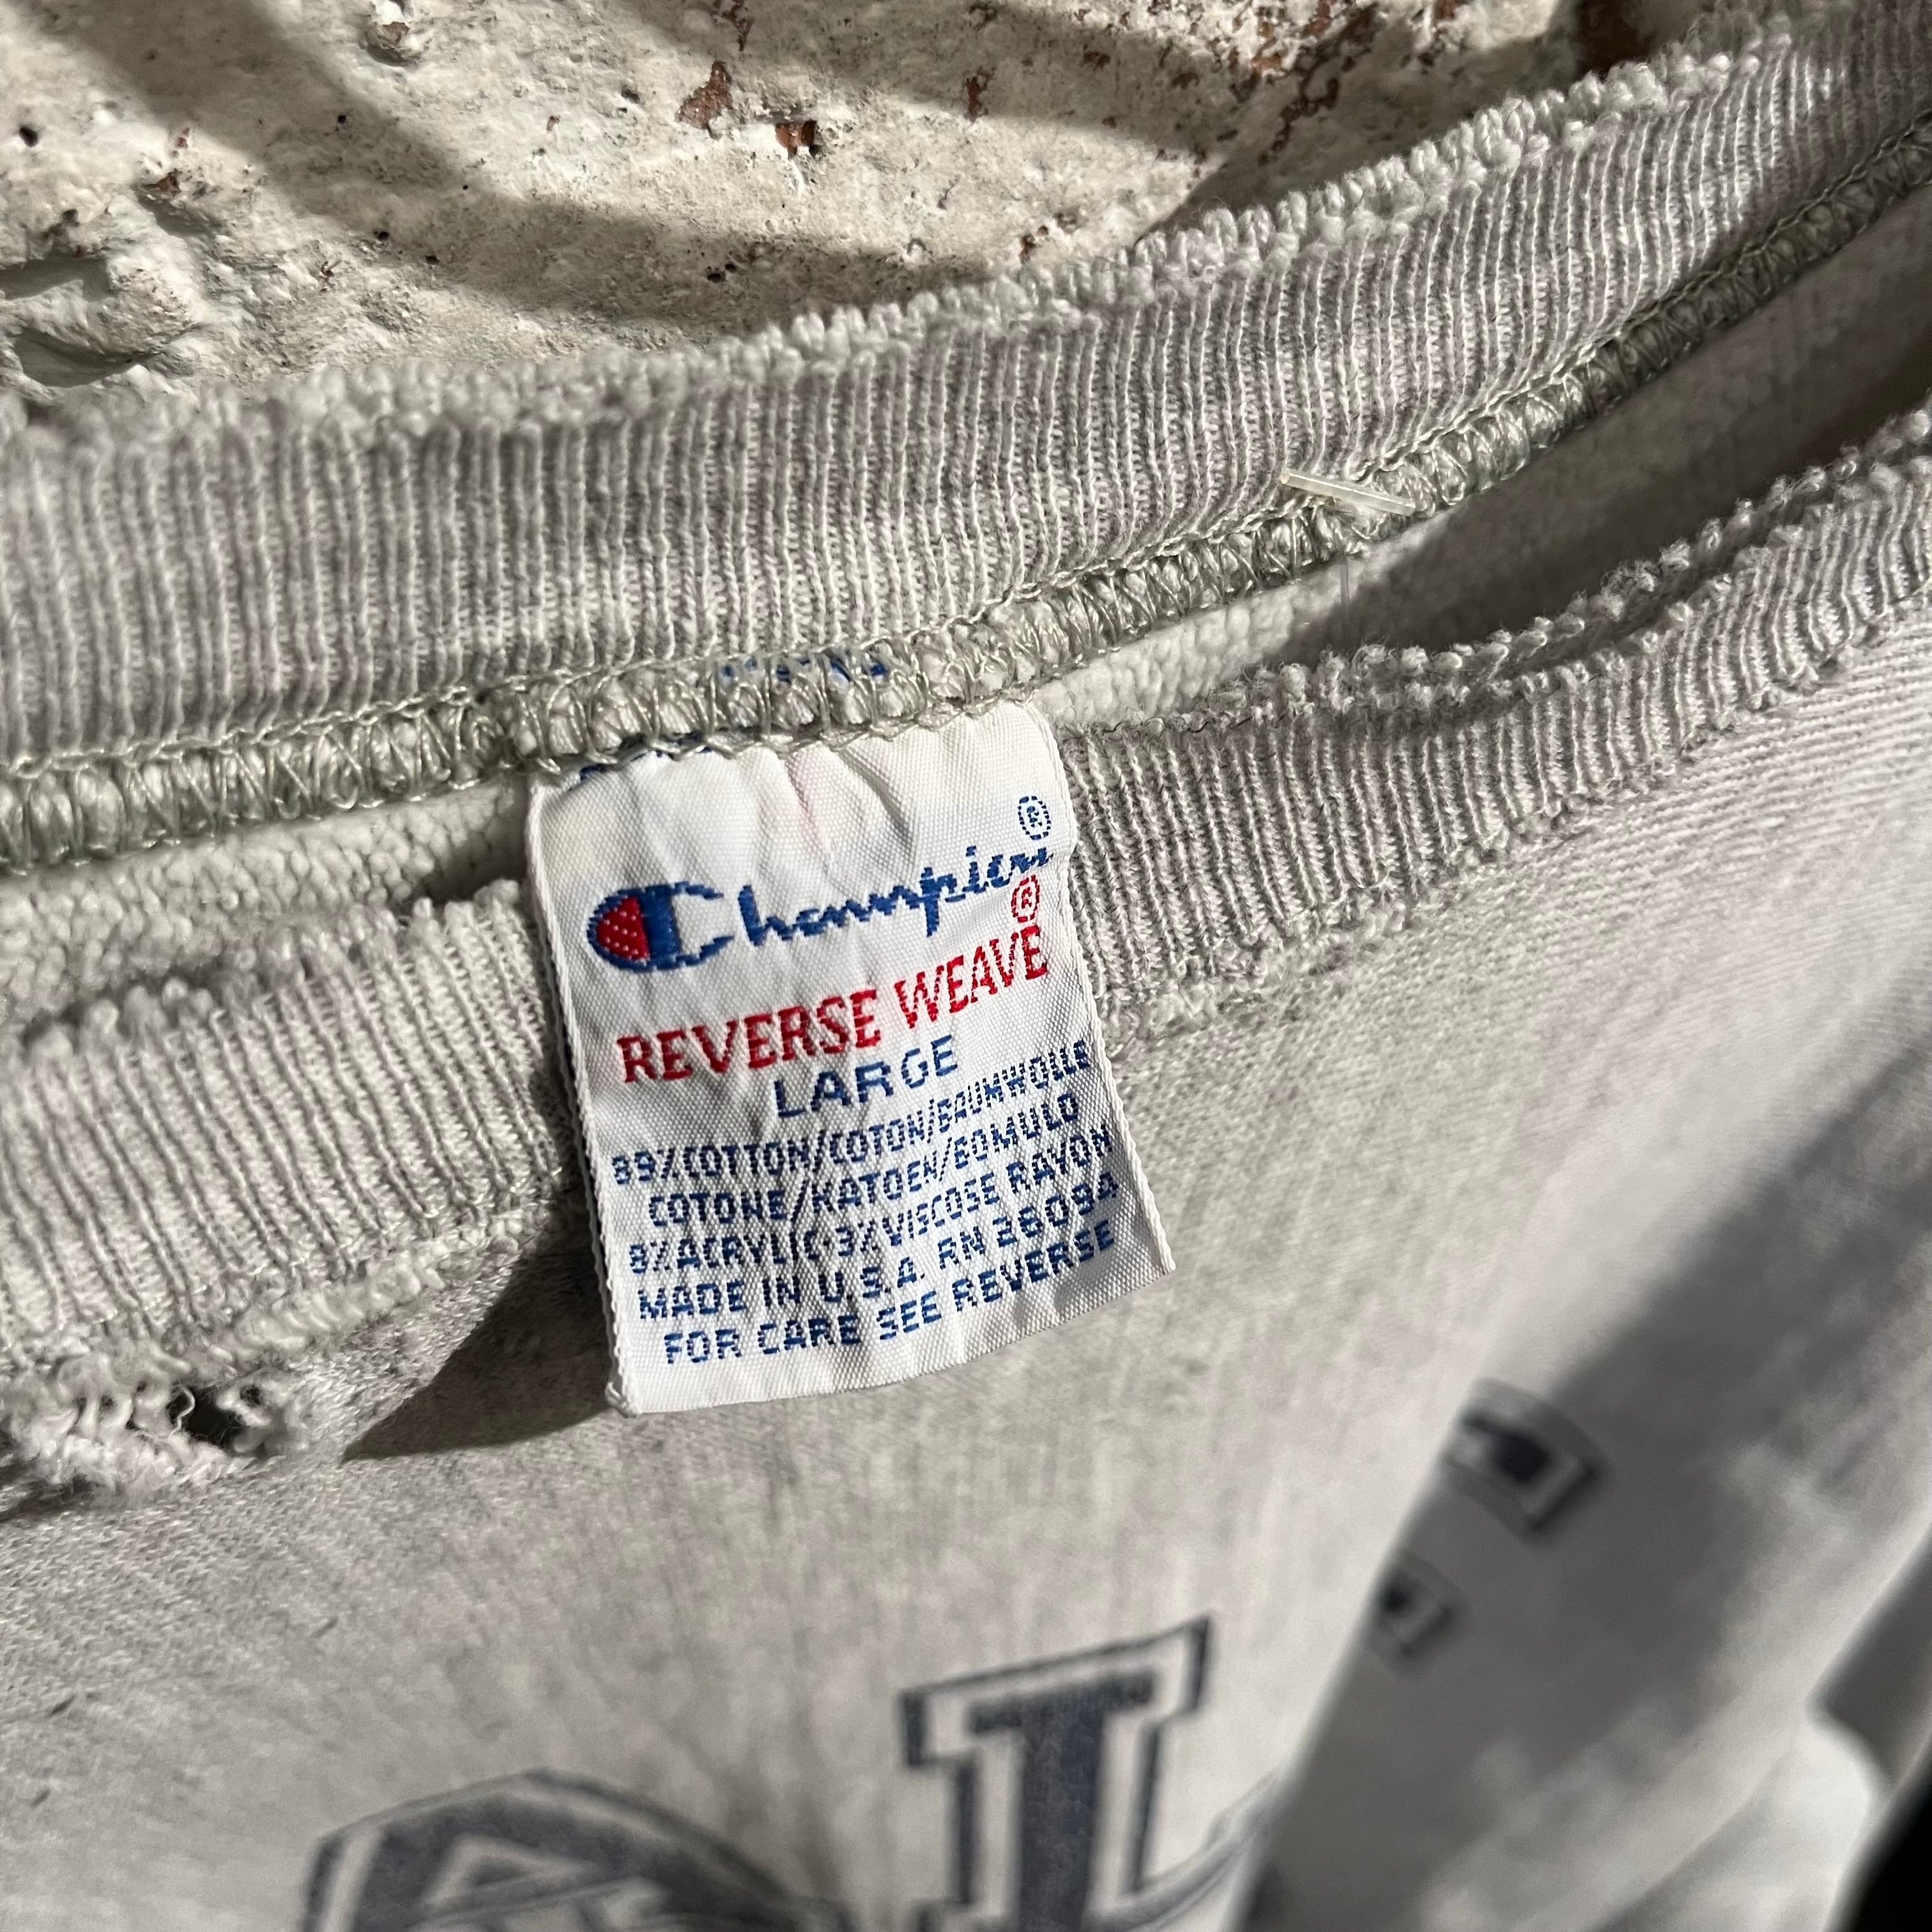 Champion®
REVERSE WEAVE®
LARGE
89%COTTON/COTON/BAUMWOLLE
COTONE/KATOEN/BOMULD
8%ACRYLIC·3%VISCOSE RAYON
MADE IN U.S.A. RN 26094
FOR CARE SEE REVERSE
L